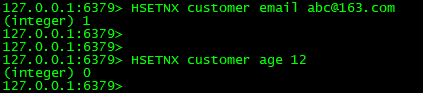 127.0.0.1:6379> HSETNX customer email abc@163.com
(integer) 1
127.0.0.1:6379>
127.0.0.1:6379>
127.0.0.1:6379> HSETNX customer age 12
(integer) 0
127.0.0.1:6379>